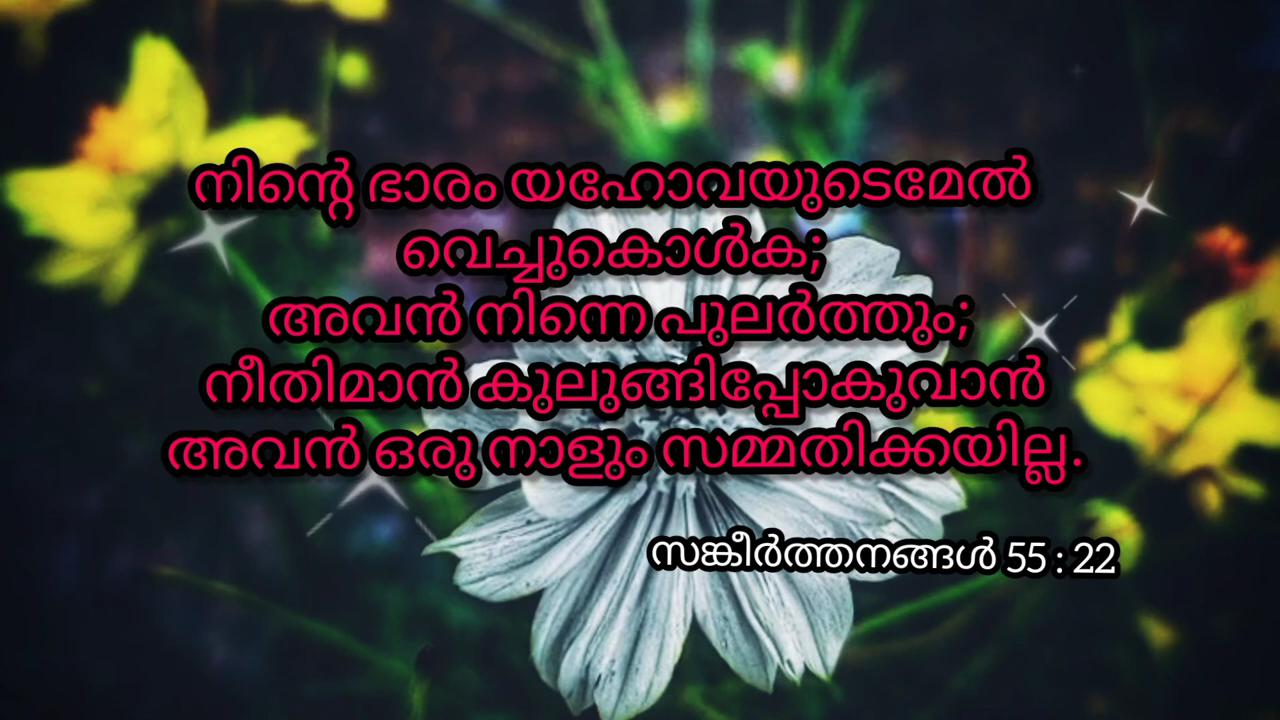 നിന്റെ ഭാരം യഹോവയുടെമേൽ
വെച്ചുകൊൾക;
അവൻ നിന്നെ പുലർത്തും;
നീതിമാൻ കുലുങ്ങിപ്പോകുവാൻ
അവൻ ഒരു നാളും സമ്മതിക്കയില്ല.
സങ്കീർത്തനങ്ങൾ 55 : 22